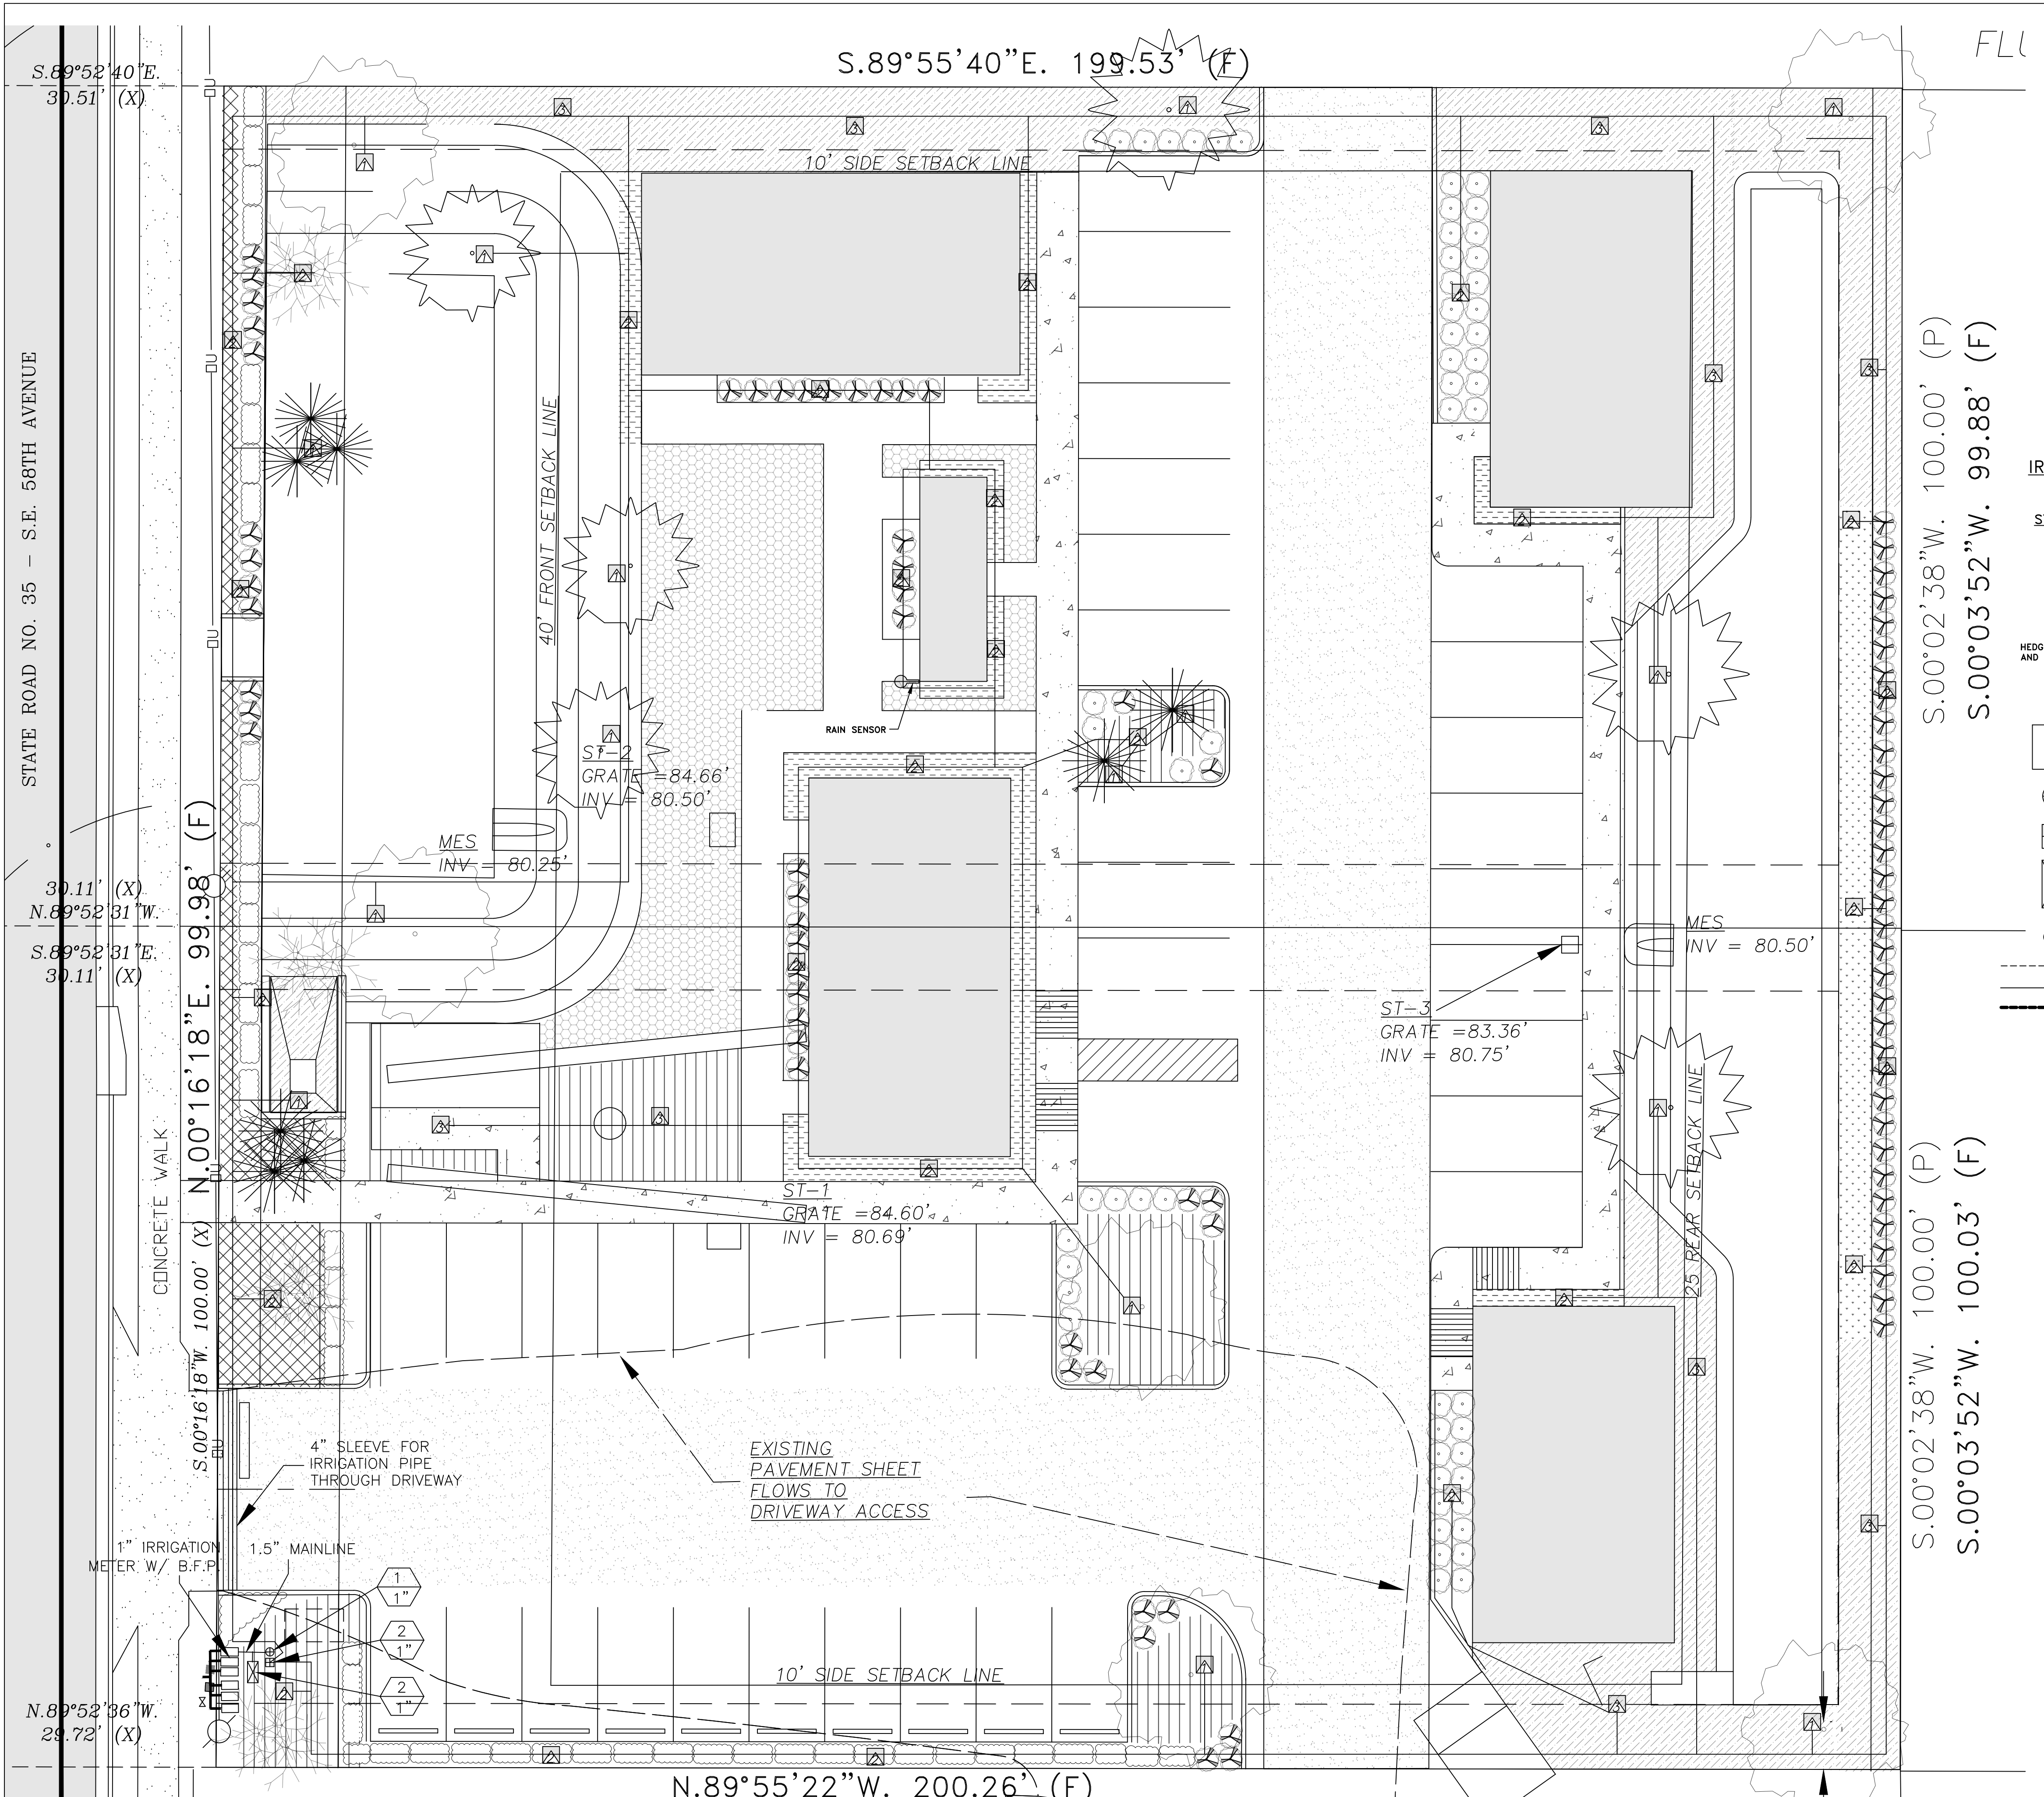 S.89°55'40"E. 199.53' (F)
S.89°52'40"E.
30.51' (X)
10' SIDE SETBACK LINE
STATE ROAD NO. 35 - S.E. 58TH AVENUE
40' FRONT SETBACK LINE
S.00°02'38"W. 100.00' (P)
S.00°03'52"W. 99.88' (F)
RAIN SENSOR
ST-2
GRATE =84.66'
INV = 80.50'
MES
INV = 80.25'
30.11' (X)
N.89°52'31"W.
S.89°52'31"E.
30.11' (X)
N.00°16'18"E. 99.98' (F)
MES
INV = 80.50'
ST-3
GRATE =83.36'
INV = 80.75'
25 REAR SETBACK LINE
CONCRETE WALK
S.00°16'18"W. 100.00' (X)
ST-1
GRATE =84.60'
INV = 80.69'
S.00°02'38"W. 100.00' (P)
S.00°03'52"W. 100.03' (F)
4" SLEEVE FOR
IRRIGATION PIPE
THROUGH DRIVEWAY
EXISTING
PAVEMENT SHEET
FLOWS TO
DRIVEWAY ACCESS
1" IRRIGATION
METER W/ B.F.P.
1.5" MAINLINE
1
1"
2
1"
2
1"
10' SIDE SETBACK LINE
N.89°52'36"W.
29.72' (X)
N.89°55'22"W. 200.26' (F)
HEDG
AND
IR